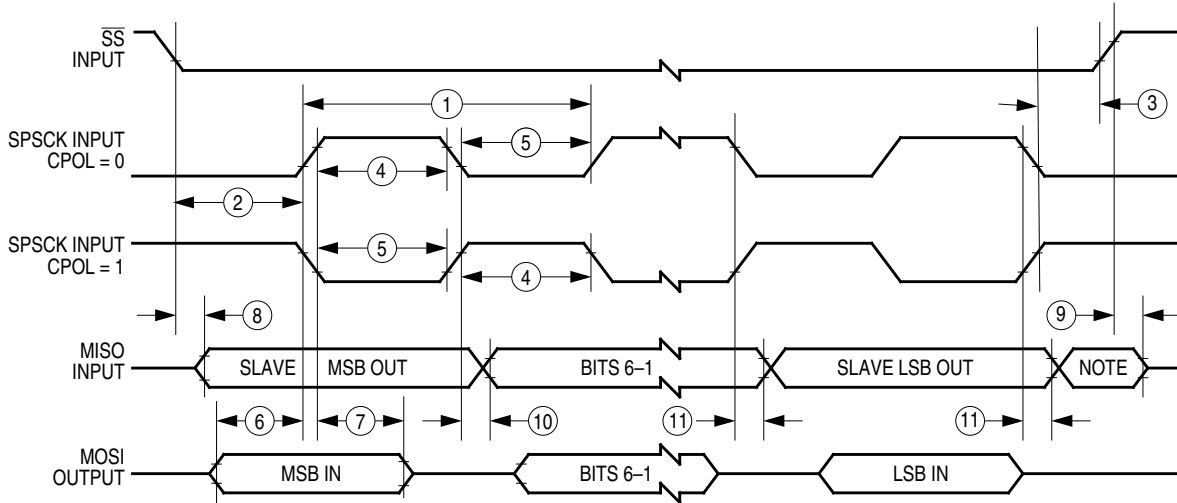 SS
INPUT
1
3
SPSCK INPUT
CPOL = 0
5
4
2
SPSCK INPUT
CPOL = 1
5
4
8
9
MISO
INPUT
SLAVE MSB OUT
BITS 6–1
SLAVE LSB OUT
NOTE
6
7
10
11
11
MOSI
OUTPUT
MSB IN
BITS 6–1
LSB IN